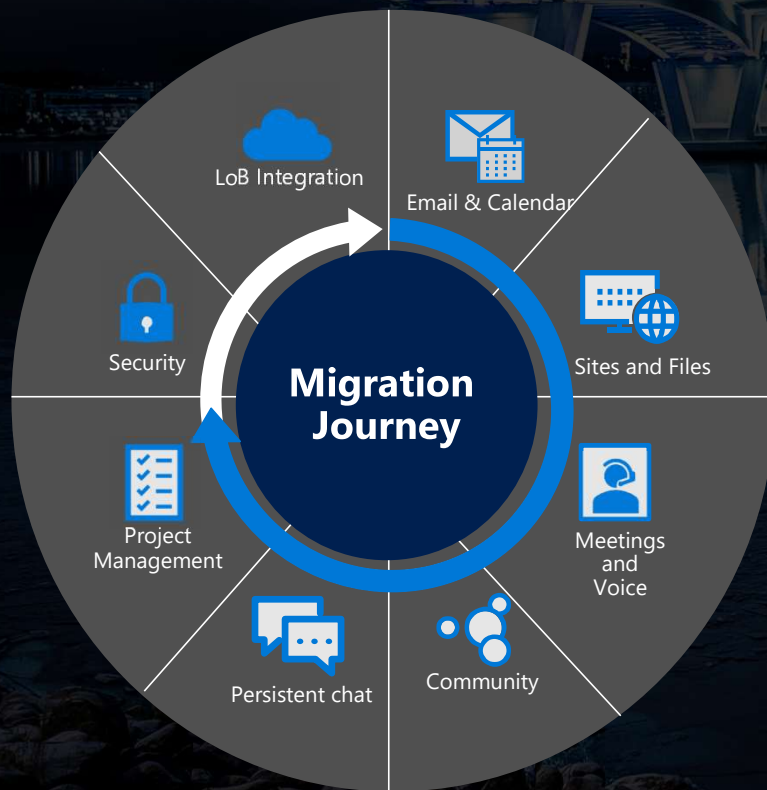 LoB Integration
Email & Calendar
Security
Sites and Files
Migration
Journey
Project
Management
Meetings
and
Voice
Persistent chat
Community